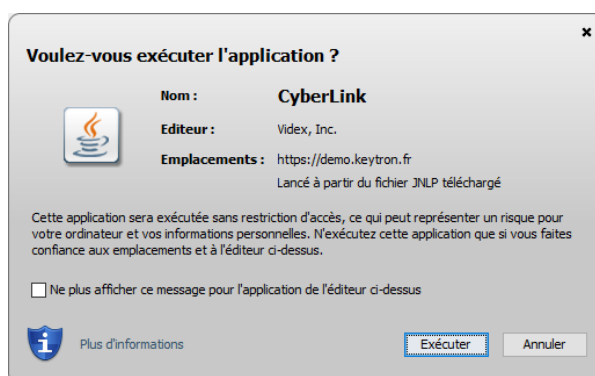 Voulez-vous exécuter l'application ?
Nom : CyberLink
Editeur : Videx, Inc.
Emplacements : https://demo.keytron.fr
Lancé à partir du fichier JNLP téléchargé
Cette application sera exécutée sans restriction d'accès, ce qui peut représenter un risque pour
votre ordinateur et vos informations personnelles. N'exécutez cette application que si vous faites
confiance aux emplacements et à l'éditeur ci-dessus.
Ne plus afficher ce message pour l'application de l'éditeur ci-dessus
Plus d'informations
Exécuter
Annuler